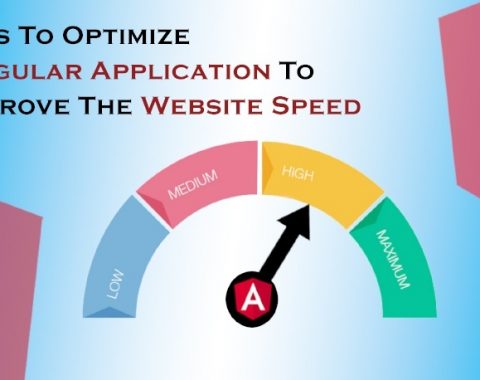 s To Optimize
gular Application To
rove The Website Speed
MEDIUM
HIGH
LOW
MAXIMUM
A